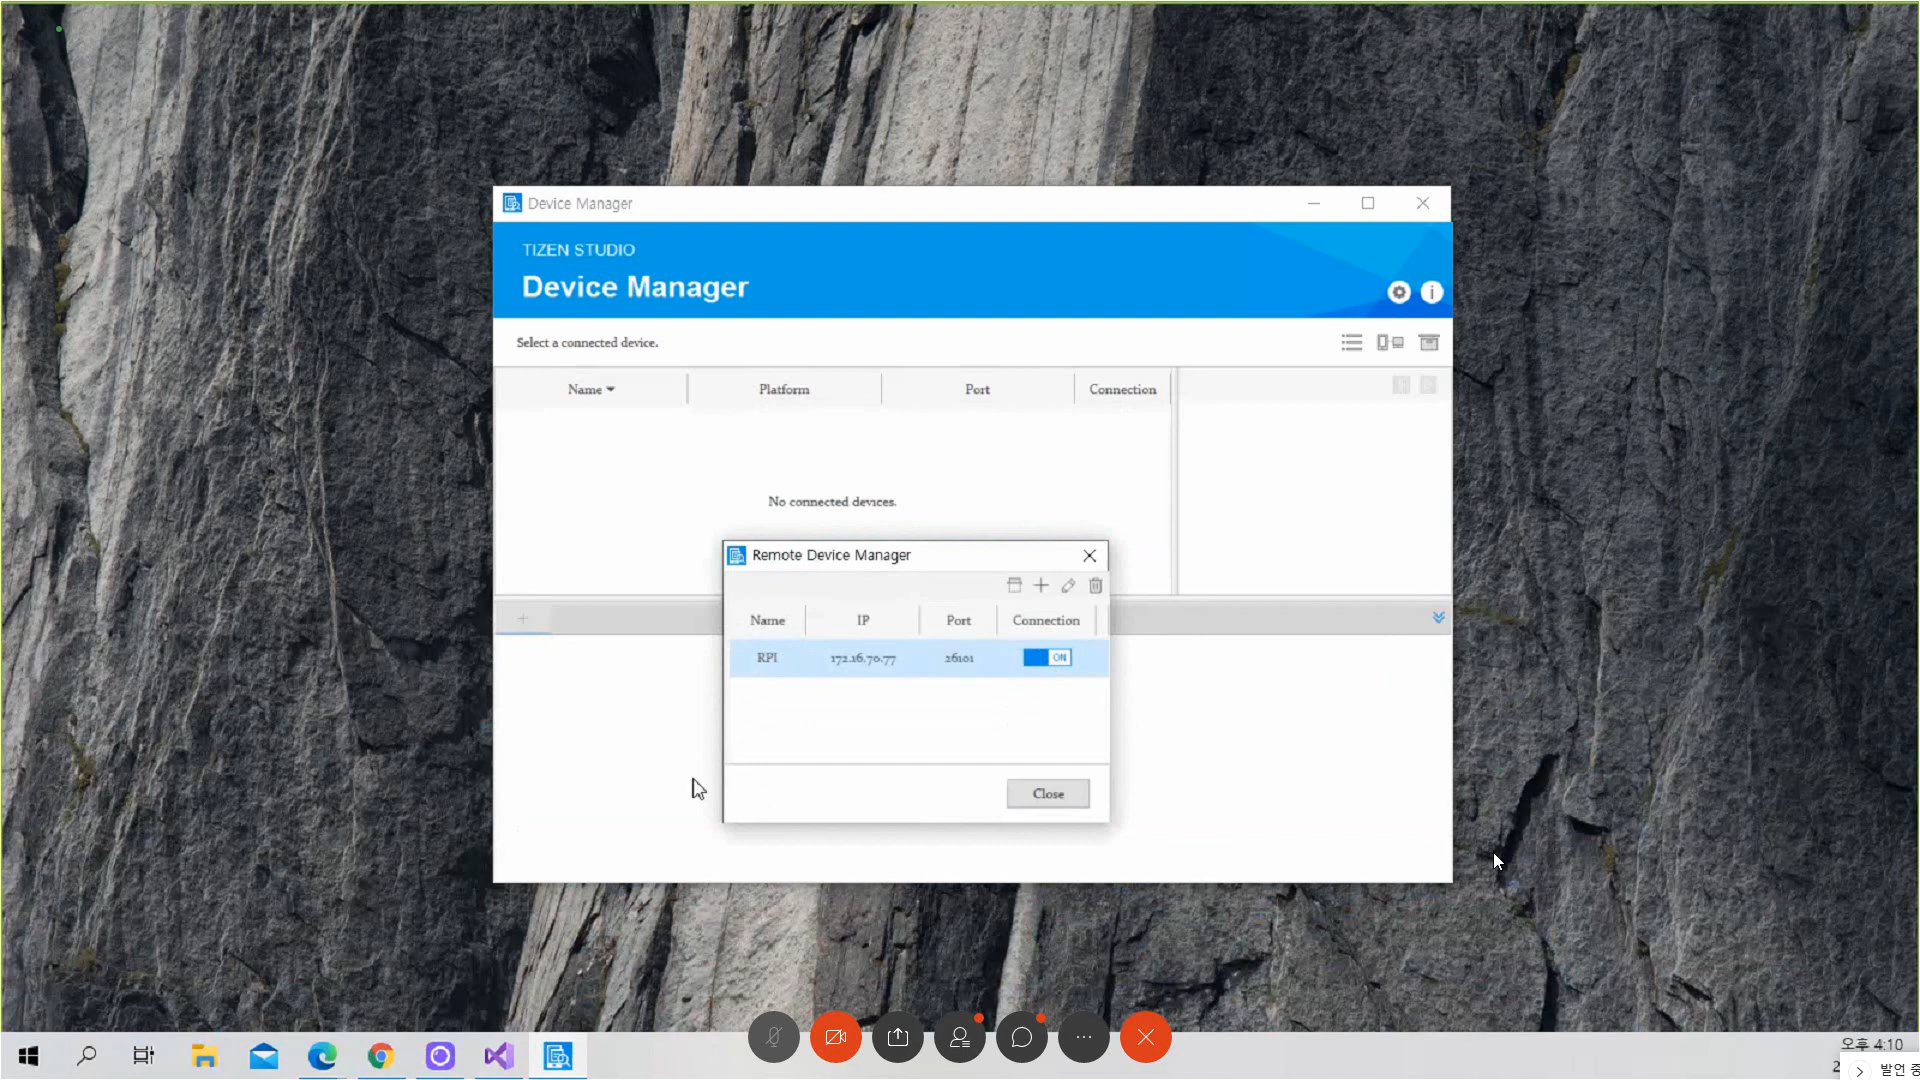 Device Manager
TIZEN STUDIO
Device Manager
Select a connected device.
Name Platform Port Connection
No connected devices.
Remote Device Manager
Name IP Port Connection
RPI 172.16.70.77 26101 ON
Close
오후 4:10
2
발언 중